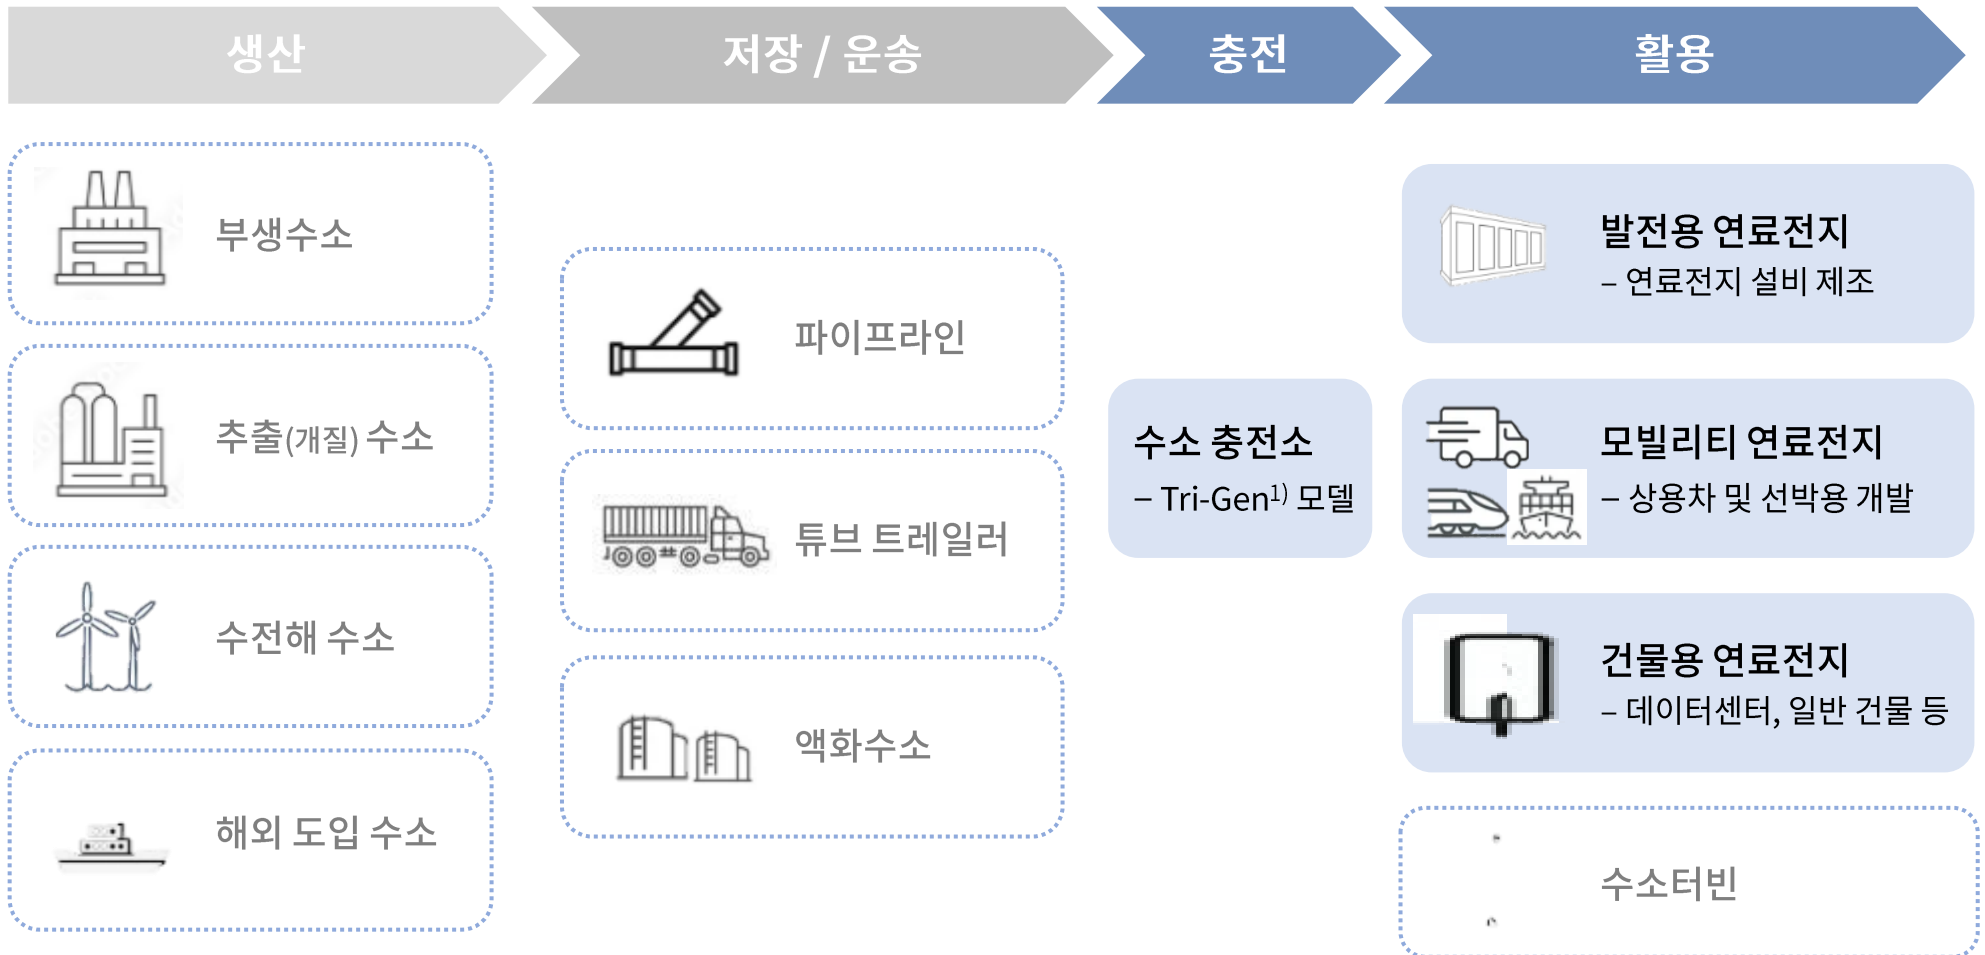 생산
저장 / 운송
충전
활용
부생수소
추출(개질) 수소
수전해 수소
해외 도입 수소
파이프라인
튜브 트레일러
액화수소
수소 충전소
– Tri-Gen1) 모델
발전용 연료전지
– 연료전지 설비 제조
모빌리티 연료전지
– 상용차 및 선박용 개발
건물용 연료전지
– 데이터센터, 일반 건물 등
수소터빈